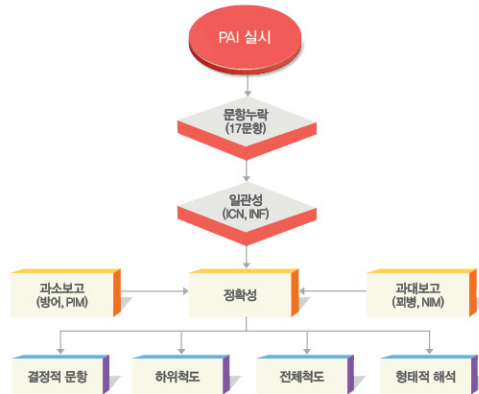 PAI 실시
문항누락
(17문항)
일관성
(ICN, INF)
과소보고
(방어, PIM)
정확성
과대보고
(꾀병, NIM)
결정적 문항
하위척도
전체척도
형태적 해석